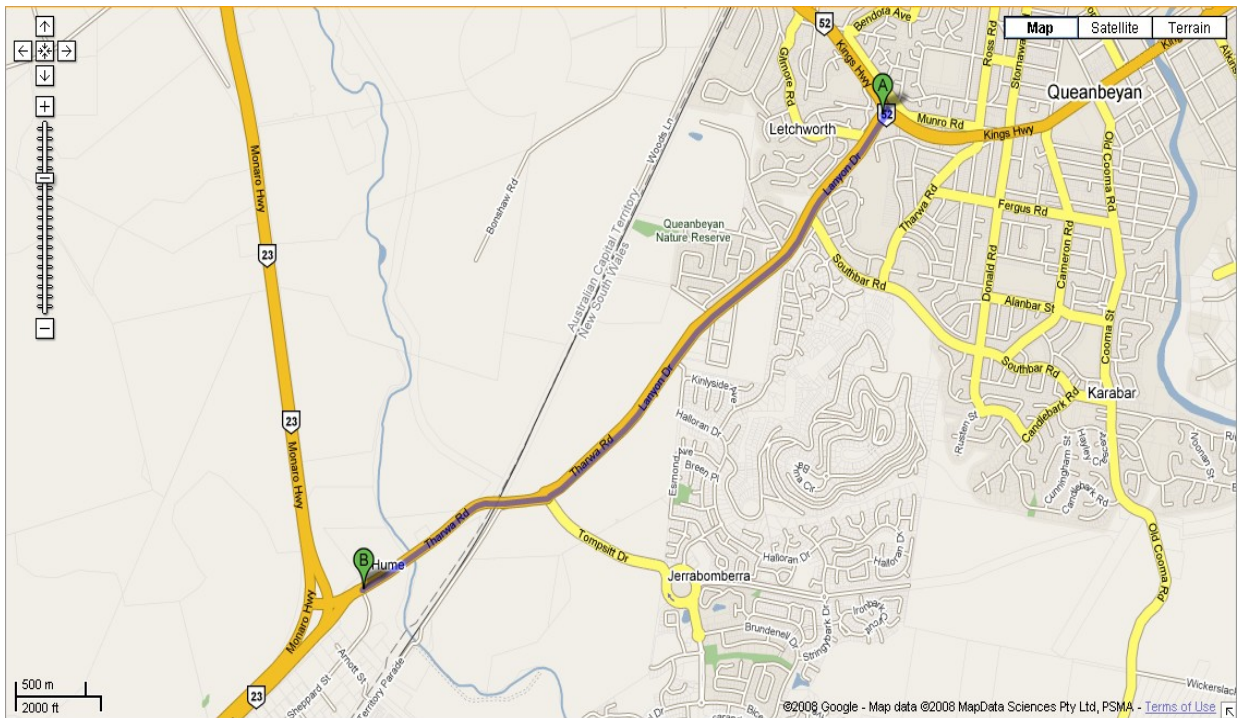 52
Bendora Ave
Map
Satellite
Terrain
Ross Rd
Kings Hwy
Gilmore Rd
A
52
Munro Rd
Queanbeyan
Kings Hwy
Letchworth
Woods Ln
Old Cooma Rd
Lanyon Dr
Monaro Hwy
Bonshaw Rd
Tharwa Rd
Fergus Rd
Queanbeyan
Nature Reserve
Australian Capital Territory
New South Wales
23
Southbar Rd
Donald Rd
Cameron Rd
Alanbar St
Cooma St
Southbar Rd
Kinlyside Ave
Lanyon Dr
Karabar
Candlebark Rd
Rusten St
Halloran Dr
23
Tharwa Rd
Esmond Ave
Breen Pl
Cunningham St
Candlebark Rd
Noonan St
Monaro Hwy
Tharwa Rd
Tompsitt Dr
Halloran Dr
Halloran Dr
Old Cooma Rd
B
Hume
Jerrabomberra
Monaro Hwy
Ironbark Circuit
Brundenell Dr
Stringybark Dr
Arnott St
Sheppard St
Territory Parade
23
500 m
2000 ft
Wickerslack
©2008 Google - Map data ©2008 MapData Sciences Pty Ltd, PSMA - Terms of Use